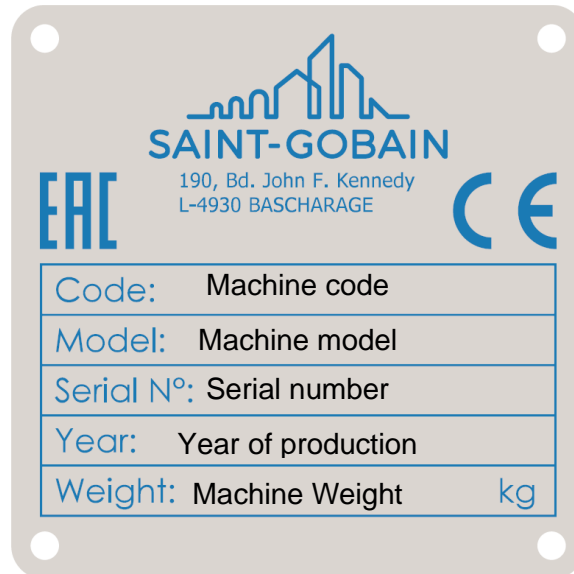 SAINT-GOBAIN
190, Bd. John F. Kennedy
L-4930 BASCHARAGE
EAC
CE
Code: Machine code
Model: Machine model
Serial N°: Serial number
Year: Year of production
Weight: Machine Weight kg